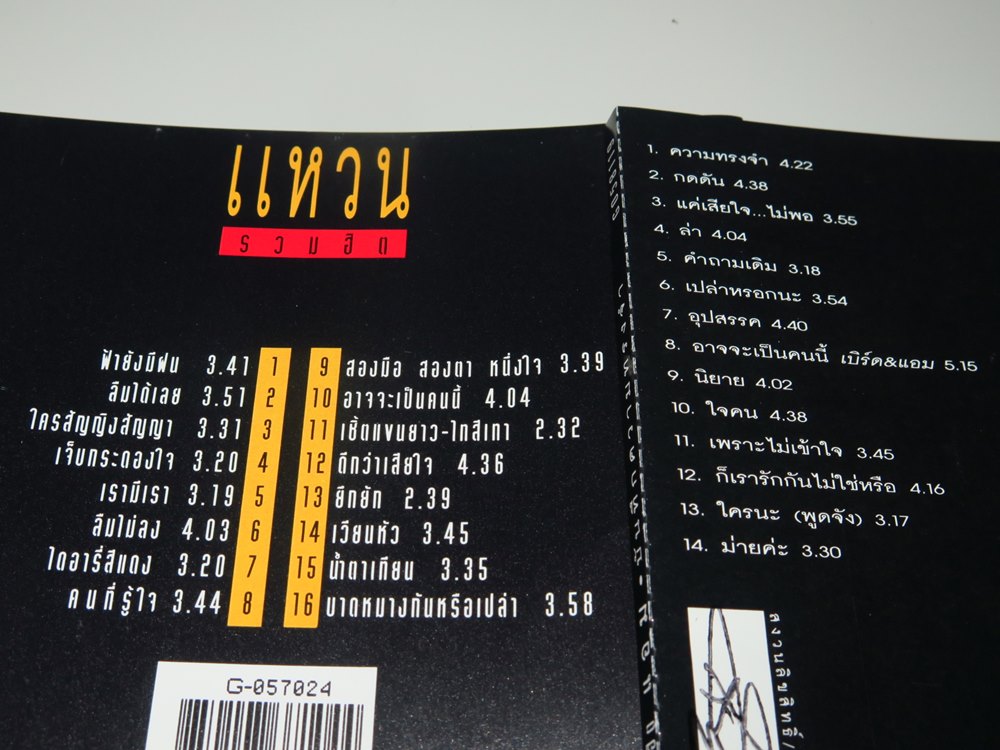 แหวน
รวมฮิต
ฟ้ายังมีฝน 3.41 1
ลืมได้เลย 3.51 2
ใครสัญญิงสัญญา 3.31 3
เจ็บกระดองใจ 3.20 4
เรามีเรา 3.19 5
ลืมไม่ลง 4.03 6
ไดอารี่สีแดง 3.20 7
คนที่รู้ใจ 3.44 8
9 สองมือ สองตา หนึ่งใจ 3.39
10 อาจจะเป็นคนนี้ 4.04
11 เชิ้ตแขนยาว-ไทสีเทา 2.32
12 ดีกว่าเสียใจ 4.36
13 ยึกยัก 2.39
14 เวียนหัว 3.45
15 น้ำตาเทียน 3.35
16 บาดหมางกันหรือเปล่า 3.58
G-057024
1. ความทรงจำ 4.22
2. กดดัน 4.38
3. แค่เสียใจ...ไม่พอ 3.55
4. ล่า 4.04
5. คำถามเดิม 3.18
6. เปล่าหรอกนะ 3.54
7. อุปสรรค 4.40
8. อาจจะเป็นคนนี้ เบิร์ด&แอม 5.15
9. นิยาย 4.02
10. ใจคน 4.38
11. เพราะไม่เข้าใจ 3.45
12. ก็เรารักกันไม่ใช่หรือ 4.16
13. ใครนะ (พูดจัง) 3.17
14. ม่ายค่ะ 3.30
สงวนลิขสิทธิ์